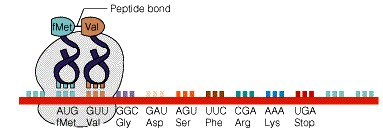 Peptide bond
fMet Val
AUG GUU GGC GAU AGU UUC CGA AAA UGA
fMet Val Gly Asp Ser Phe Arg Lys Stop